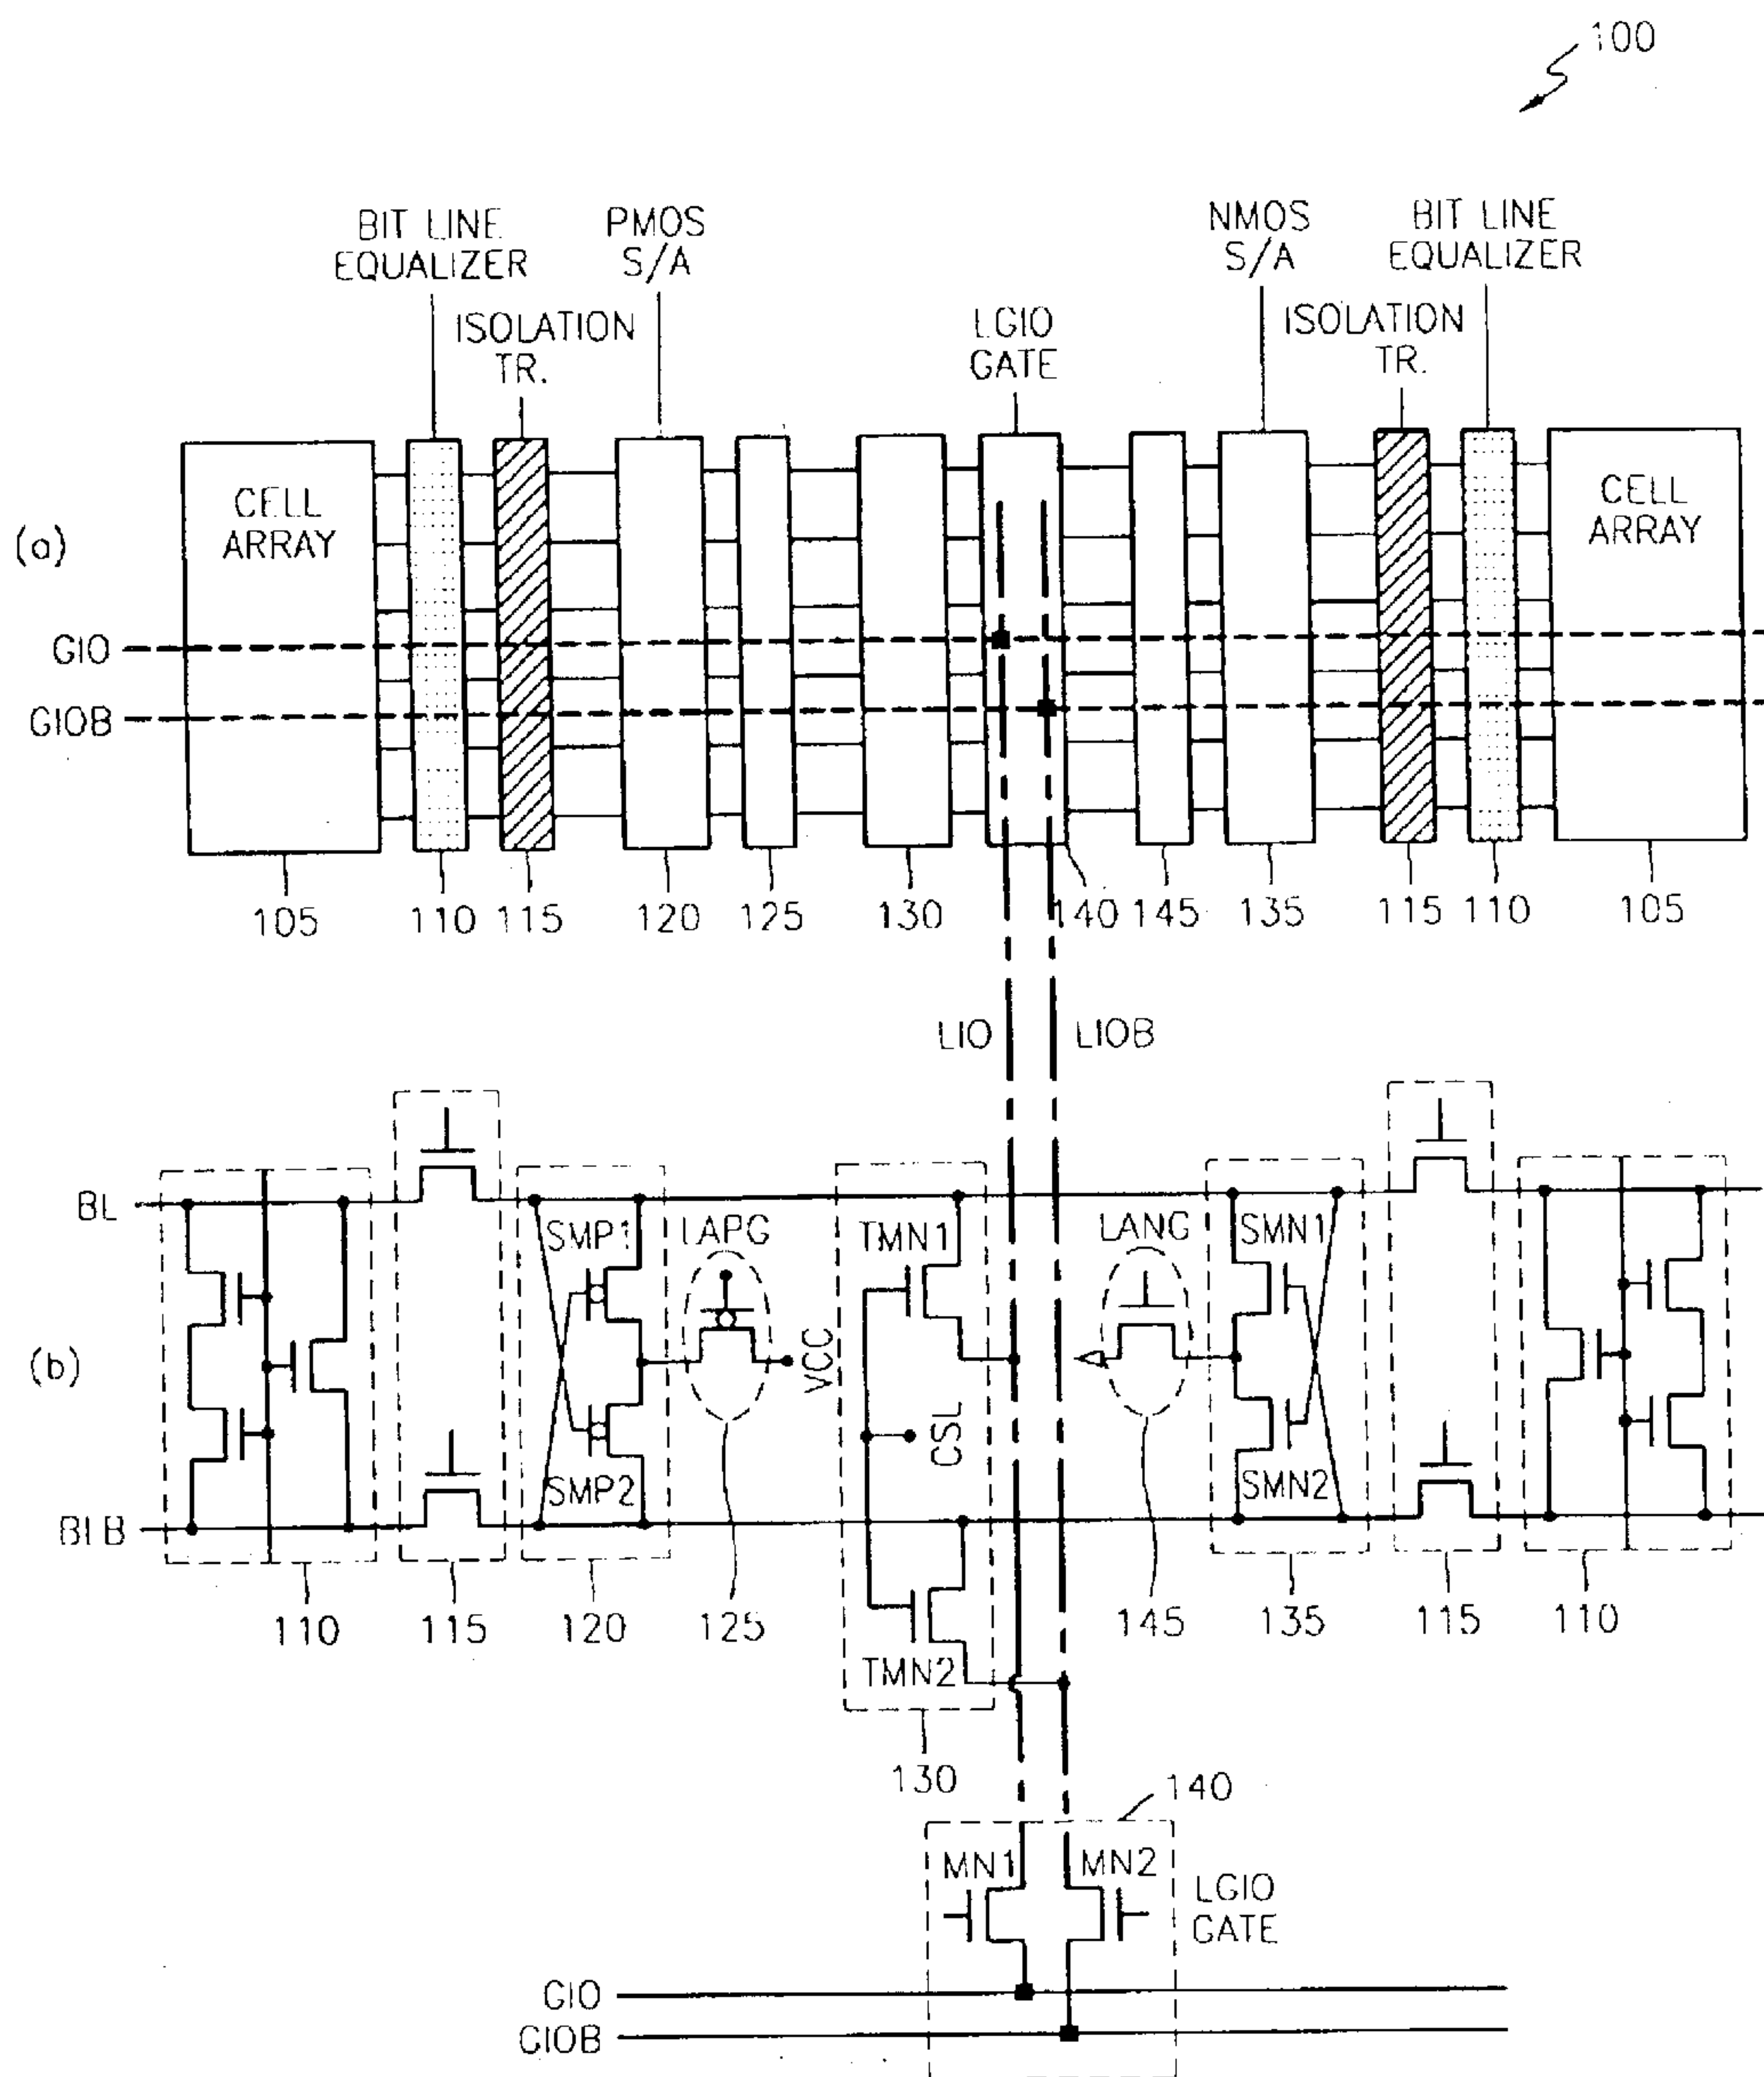 100
BIT LINE
EQUALIZER
PMOS
S/A
NMOS
S/A
BIT LINE
EQUALIZER
ISOLATION
TR.
LGIO
GATE
ISOLATION
TR.
CELL
ARRAY
CELL
ARRAY
(a)
GIO
GIOB
105
110
115
120
125
130
140
145
135
115
110
105
LIO
LIOB
BL
SMP1
LAPG
TMN1
LANG
SMN1
(b)
VCC
CSL
SMP2
SMN2
BLB
110
115
120
125
TMN2
145
135
115
110
130
140
MN1
MN2
LGIO
GATE
GIO
GIOB